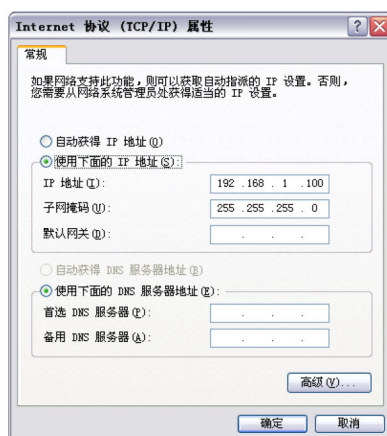 Internet 协议 (TCP/IP) 属性
常规
如果网络支持此功能，则可以获取自动指派的 IP 设置。否则，
您需要从网络系统管理员处获得适当的 IP 设置。
自动获得 IP 地址(O)
使用下面的 IP 地址(S):
IP 地址(I): 192 .168 . 1 .100
子网掩码(U): 255 .255 .255 . 0
默认网关(D): . . .
自动获得 DNS 服务器地址(B)
使用下面的 DNS 服务器地址(E):
首选 DNS 服务器(P): . . .
备用 DNS 服务器(A): . . .
高级(V)...
确定 取消